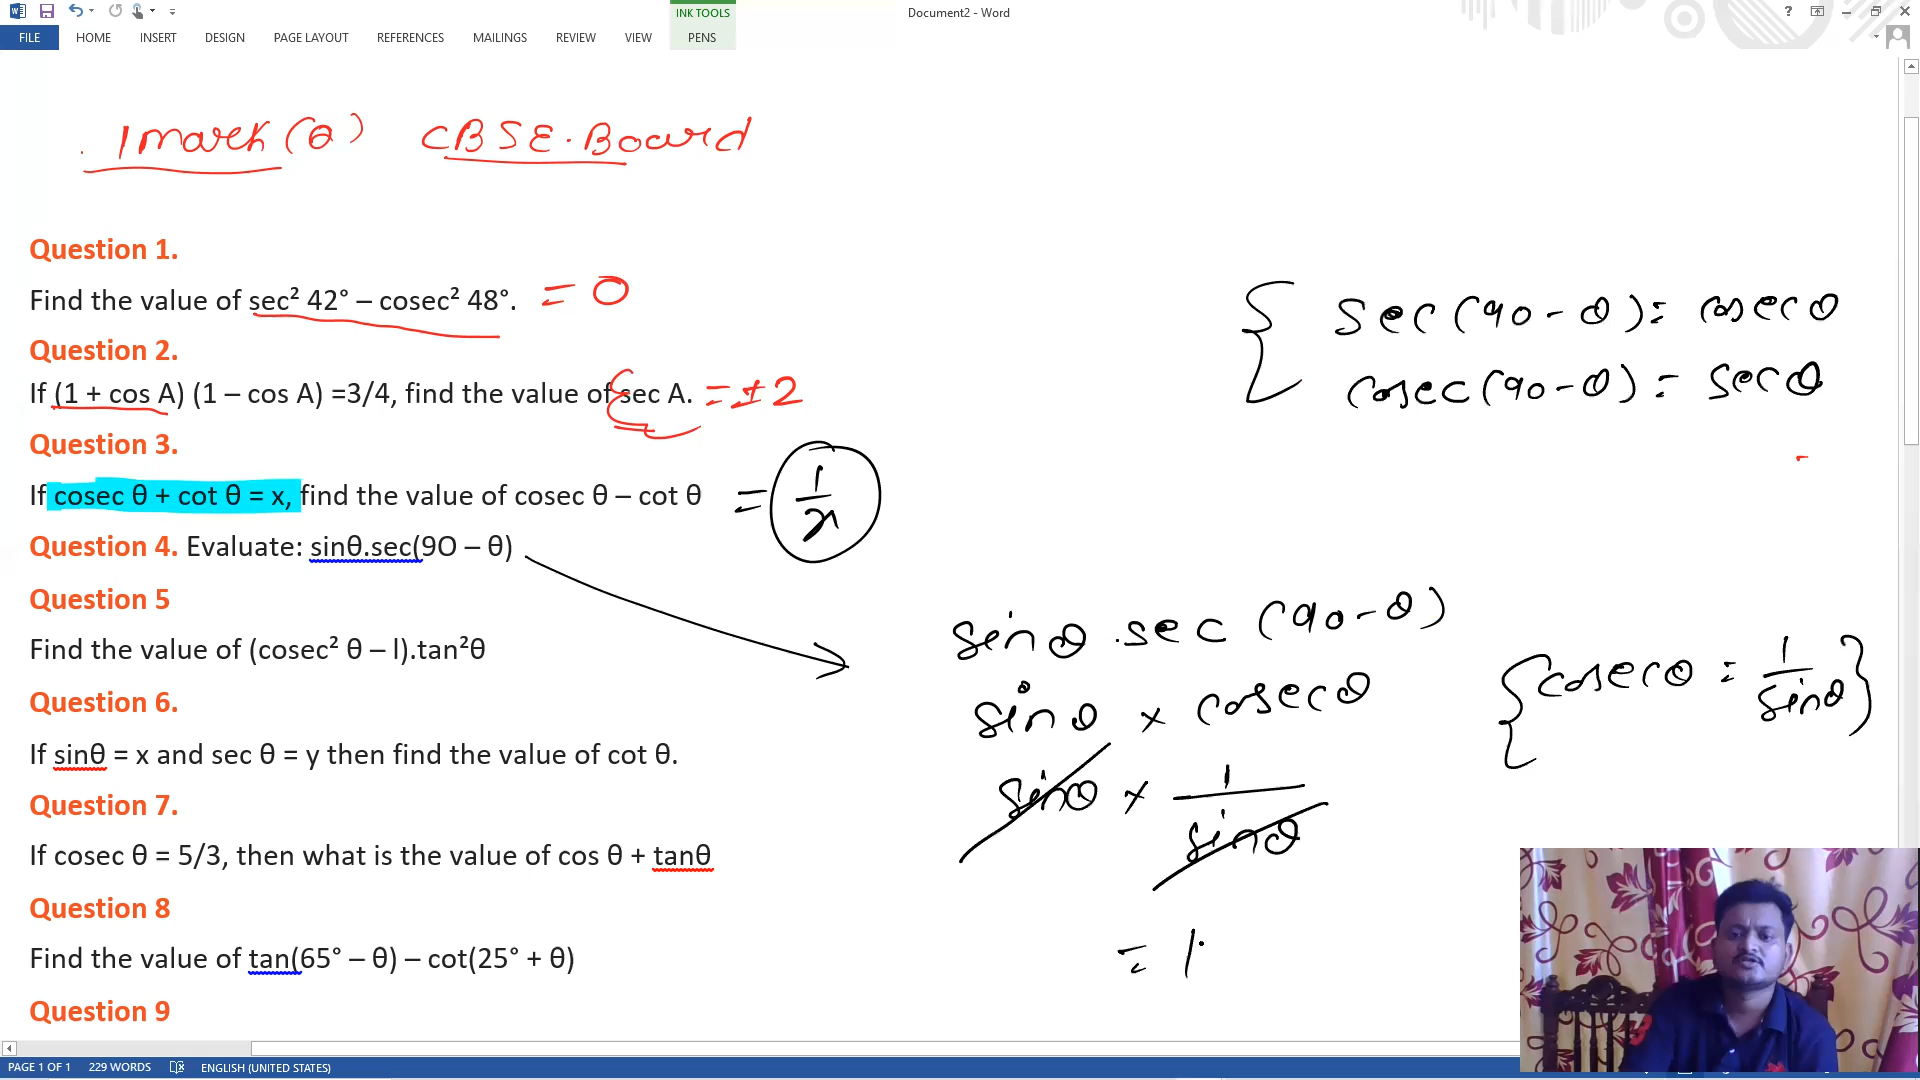 INK TOOLS
Document2 - Word
?
FILE HOME INSERT DESIGN PAGE LAYOUT REFERENCES MAILINGS REVIEW VIEW PENS
1mark(θ) CBSE.Board
Question 1.
Find the value of sec² 42° – cosec² 48°. = 0
sec(90-θ)= cosecθ
cosec(90-θ)= secθ
Question 2.
If (1 + cos A) (1 – cos A) =3/4, find the value of sec A. = ±2
Question 3.
If cosec θ + cot θ = x, find the value of cosec θ – cot θ = 1/x
Question 4. Evaluate: sinθ.sec(9O – θ)
Question 5
Find the value of (cosec² θ – l).tan²θ
Question 6.
If sinθ = x and sec θ = y then find the value of cot θ.
Question 7.
If cosec θ = 5/3, then what is the value of cos θ + tanθ
Question 8
Find the value of tan(65° – θ) – cot(25° + θ)
Question 9
sinθ.sec(90-θ)
sinθ × cosecθ
{cosecθ = 1/sinθ}
sinθ × 1/sinθ
= 1
PAGE 1 OF 1 229 WORDS ENGLISH (UNITED STATES)